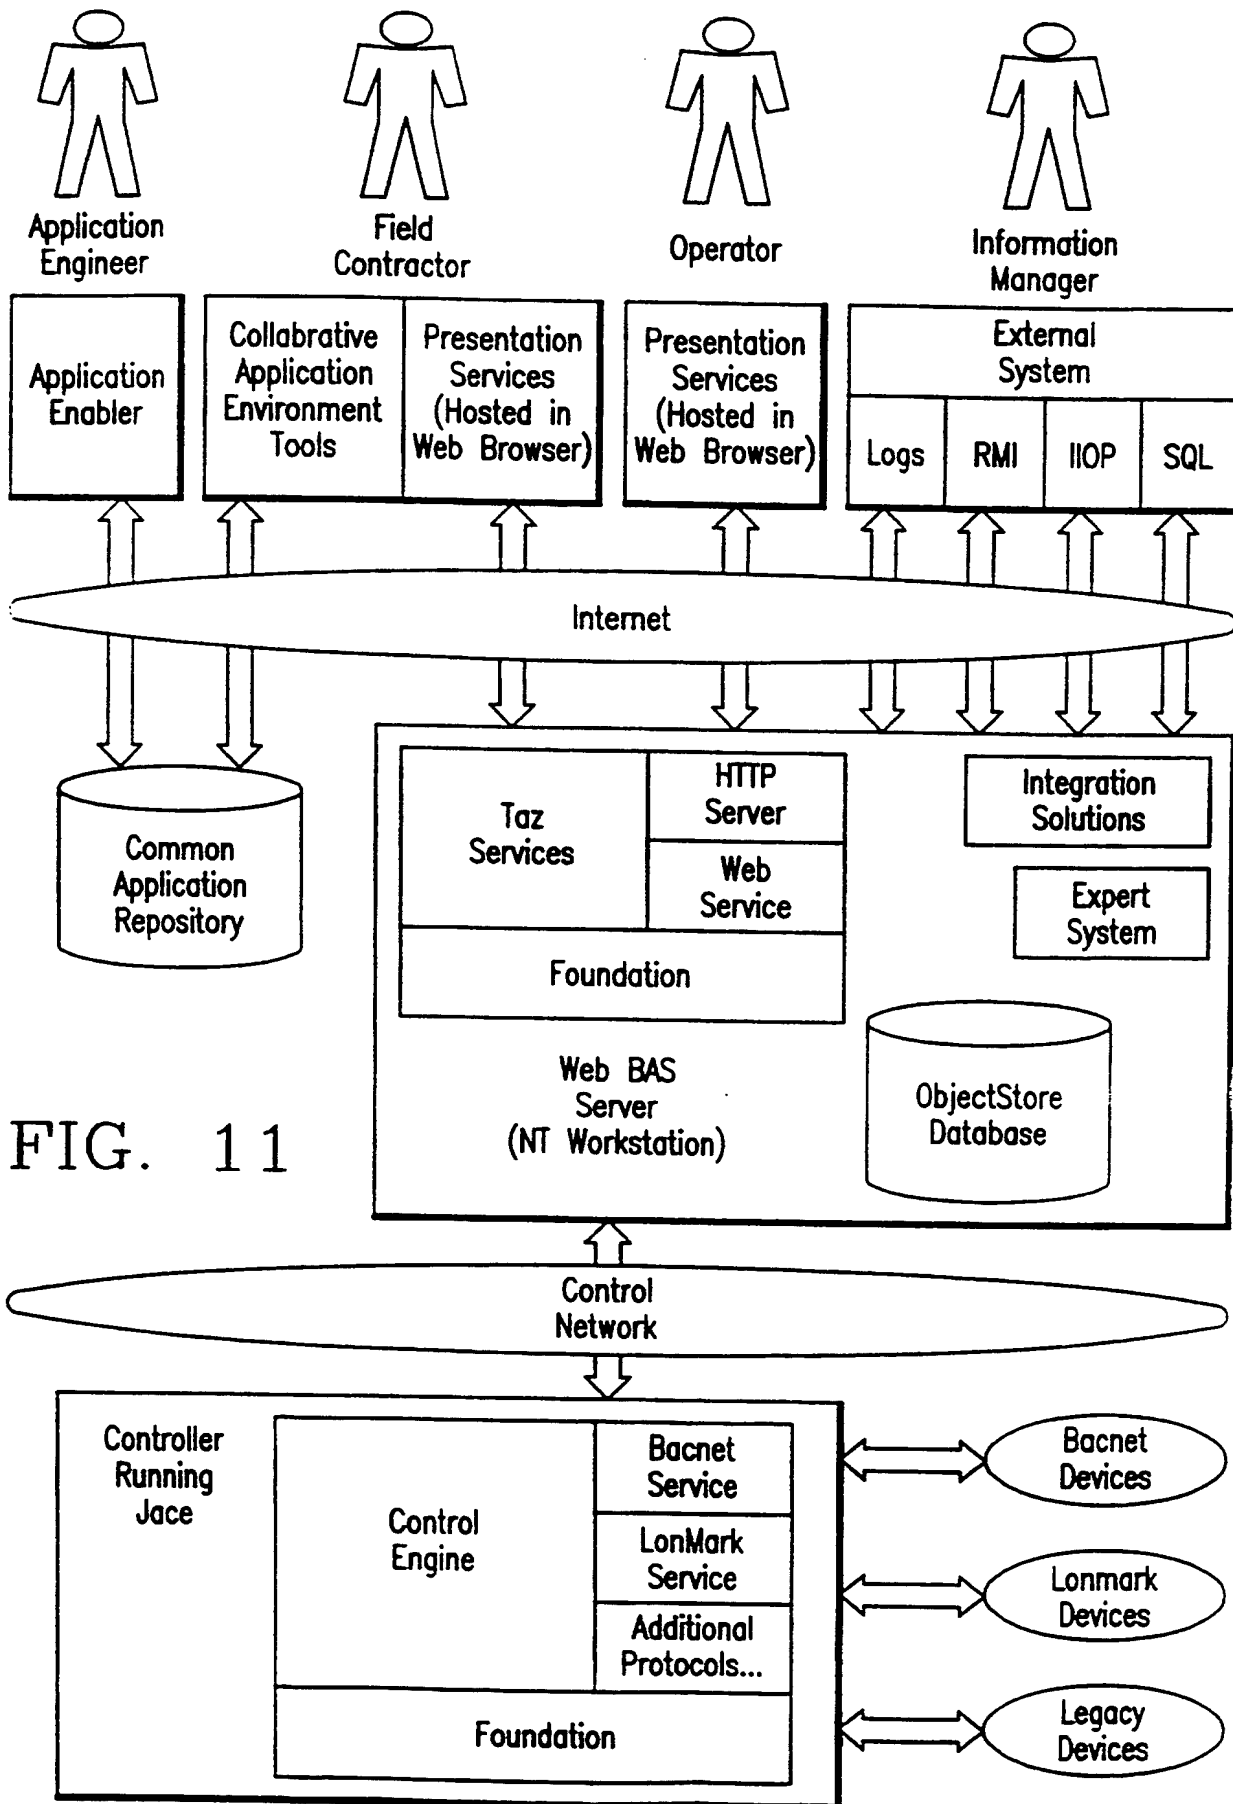 Application
Engineer
Field
Contractor
Operator
Information
Manager
Application
Enabler
Collabrative
Application
Environment
Tools
Presentation
Services
(Hosted in
Web Browser)
Presentation
Services
(Hosted in
Web Browser)
External
System
Logs
RMI
IIOP
SQL
Internet
Common
Application
Repository
Taz
Services
HTTP
Server
Web
Service
Foundation
Integration
Solutions
Expert
System
Web BAS
Server
(NT Workstation)
ObjectStore
Database
FIG. 11
Control
Network
Controller
Running
Jace
Control
Engine
Bacnet
Service
LonMark
Service
Additional
Protocols...
Foundation
Bacnet
Devices
Lonmark
Devices
Legacy
Devices